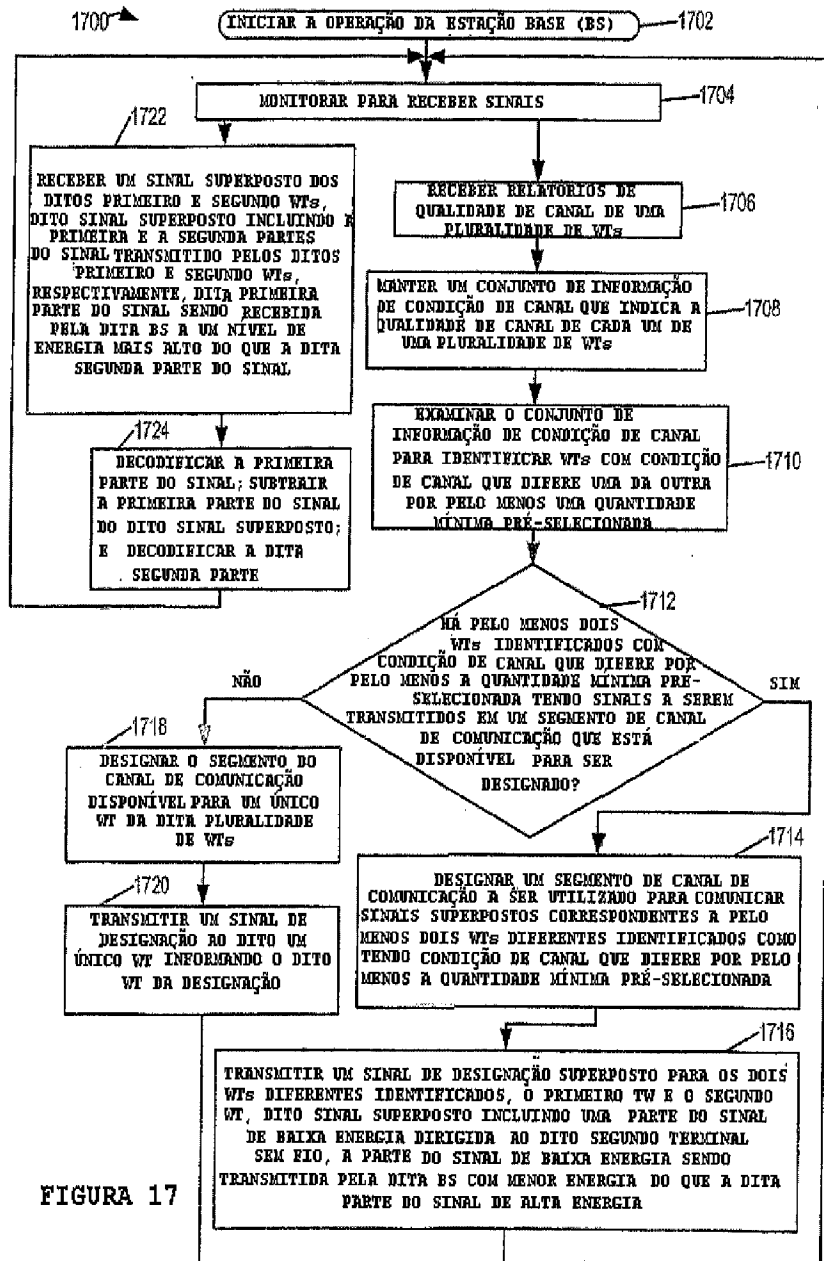 1700
INICIAR A OPERAÇÃO DA ESTAÇÃO BASE (BS)
1702
MONITORAR PARA RECEBER SINAIS
1704
1722
RECEBER UM SINAL SUPERPOSTO DOS
DITOS PRIMEIRO E SEGUNDO WTs,
DITO SINAL SUPERPOSTO INCLUINDO A
PRIMEIRA E A SEGUNDA PARTES
DO SINAL TRANSMITIDO PELOS DITOS
PRIMEIRO E SEGUNDO WTs,
RESPECTIVAMENTE, DITA PRIMEIRA
PARTE DO SINAL SENDO RECEBIDA
PELA DITA BS A UM NÍVEL DE
ENERGIA MAIS ALTO DO QUE A DITA
SEGUNDA PARTE DO SINAL
1724
DECODIFICAR A PRIMEIRA
PARTE DO SINAL; SUBTRAIR
A PRIMEIRA PARTE DO SINAL
DO DITO SINAL SUPERPOSTO;
E DECODIFICAR A DITA
SEGUNDA PARTE
RECEBER RELATÓRIOS DE
QUALIDADE DE CANAL DE UMA
PLURALIDADE DE WTs
1706
MANTER UM CONJUNTO DE INFORMAÇÃO
DE CONDIÇÃO DE CANAL QUE INDICA A
QUALIDADE DE CANAL DE CADA UM DE
UMA PLURALIDADE DE WTs
1708
EXAMINAR O CONJUNTO DE
INFORMAÇÃO DE CONDIÇÃO DE CANAL
PARA IDENTIFICAR WTs COM CONDIÇÃO
DE CANAL QUE DIFERE UMA DA OUTRA
POR PELO MENOS UMA QUANTIDADE
MÍNIMA PRÉ-SELECIONADA
1710
1712
HÁ PELO MENOS DOIS
WTs IDENTIFICADOS COM
CONDIÇÃO DE CANAL QUE DIFERE POR
PELO MENOS A QUANTIDADE MÍNIMA PRÉ-
SELECIONADA TENDO SINAIS A SEREM
TRANSMITIDOS EM UM SEGMENTO DE CANAL
DE COMUNICAÇÃO QUE ESTÁ
DISPONÍVEL PARA SER
DESIGNADO?
NÃO
SIM
1718
DESIGNAR O SEGMENTO DO
CANAL DE COMUNICAÇÃO
DISPONÍVEL PARA UM ÚNICO
WT DA DITA PLURALIDADE
DE WTs
1720
TRANSMITIR UM SINAL DE
DESIGNAÇÃO AO DITO UM
ÚNICO WT INFORMANDO O DITO
WT DA DESIGNAÇÃO
1714
DESIGNAR UM SEGMENTO DE CANAL DE
COMUNICAÇÃO A SER UTILIZADO PARA COMUNICAR
SINAIS SUPERPOSTOS CORRESPONDENTES A PELO
MENOS DOIS WTs DIFERENTES IDENTIFICADOS COMO
TENDO CONDIÇÃO DE CANAL QUE DIFERE POR PELO
MENOS A QUANTIDADE MÍNIMA PRÉ-SELECIONADA
1716
TRANSMITIR UM SINAL DE DESIGNAÇÃO SUPERPOSTO PARA OS DOIS
WTs DIFERENTES IDENTIFICADOS, O PRIMEIRO TW E O SEGUNDO
WT, DITO SINAL SUPERPOSTO INCLUINDO UMA PARTE DO SINAL
DE BAIXA ENERGIA DIRIGIDA AO DITO SEGUNDO TERMINAL
SEM FIO, A PARTE DO SINAL DE BAIXA ENERGIA SENDO
TRANSMITIDA PELA DITA BS COM MENOR ENERGIA DO QUE A DITA
PARTE DO SINAL DE ALTA ENERGIA
FIGURA 17